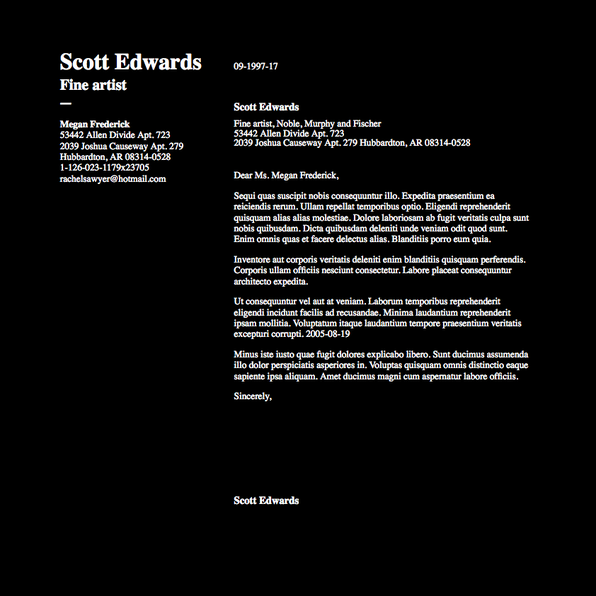 Scott Edwards
Fine artist
Megan Frederick
53442 Allen Divide Apt. 723
2039 Joshua Causeway Apt. 279
Hubbardton, AR 08314-0528
1-126-023-1179x23705
rachelsawyer@hotmail.com
09-1997-17
Scott Edwards
Fine artist, Noble, Murphy and Fischer
53442 Allen Divide Apt. 723
2039 Joshua Causeway Apt. 279 Hubbardton, AR 08314-0528
Dear Ms. Megan Frederick,
Sequi quas suscipit nobis consequuntur illo. Expedita praesentium ea
reiciendis rerum. Ullam repellat temporibus optio. Eligendi reprehenderit
quisquam alias alias molestiae. Dolore laboriosam ab fugit veritatis culpa sunt
nobis quibusdam. Dicta quibusdam deleniti unde veniam odit quod sunt.
Enim omnis quas et facere delectus alias. Blanditiis porro eum quia.
Inventore aut corporis veritatis deleniti enim blanditiis quisquam perferendis.
Corporis ullam officiis nesciunt consectetur. Labore placeat consequuntur
architecto expedita.
Ut consequuntur vel aut at veniam. Laborum temporibus reprehenderit
eligendi incidunt facilis ad recusandae. Minima laudantium reprehenderit
ipsam mollitia. Voluptatum itaque laudantium tempore praesentium veritatis
excepturi corrupti. 2005-08-19
Minus iste iusto quae fugit dolores explicabo libero. Sunt ducimus assumenda
illo dolor perspiciatis asperiores in. Voluptas quisquam omnis distinctio eaque
sapiente ipsa aliquam. Amet ducimus magni cum aspernatur labore officiis.
Sincerely,
Scott Edwards